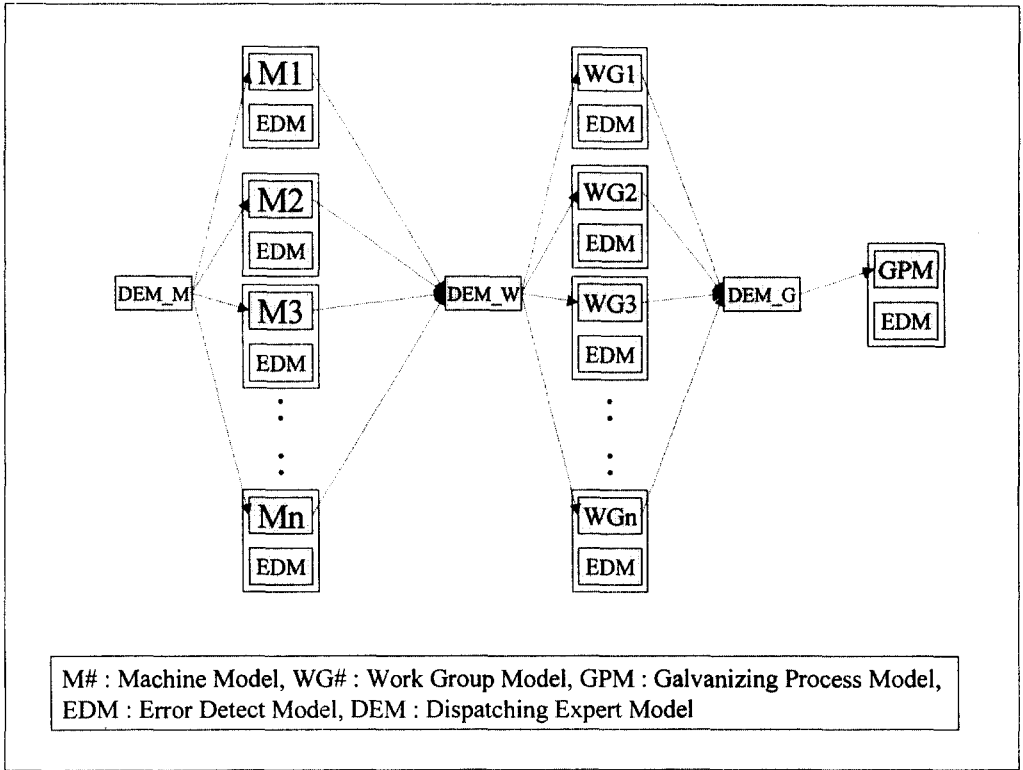 M1
EDM
M2
EDM
M3
EDM
Mn
EDM
DEM_M
DEM_W
WG1
EDM
WG2
EDM
WG3
EDM
WGn
EDM
DEM_G
GPM
EDM
M# : Machine Model, WG# : Work Group Model, GPM : Galvanizing Process Model,
EDM : Error Detect Model, DEM : Dispatching Expert Model